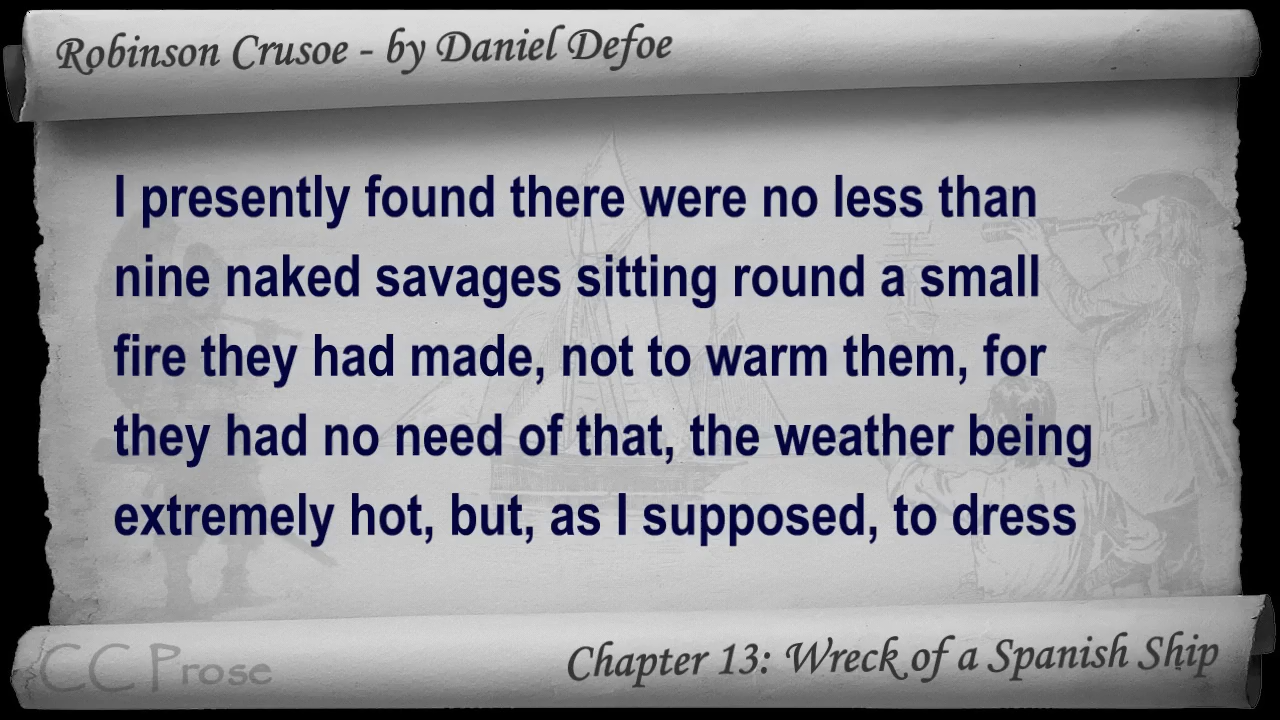 Robinson Crusoe - by Daniel Defoe
I presently found there were no less than
nine naked savages sitting round a small
fire they had made, not to warm them, for
they had no need of that, the weather being
extremely hot, but, as I supposed, to dress
CC Prose
Chapter 13: Wreck of a Spanish Ship